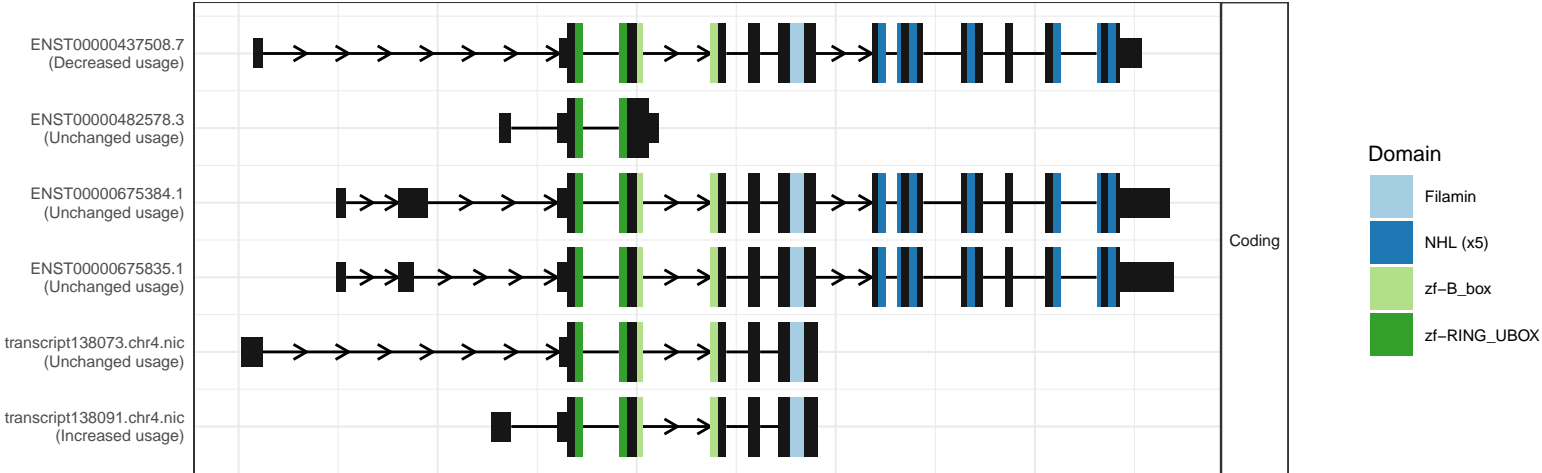 ENST00000437508.7
(Decreased usage)
ENST00000482578.3
(Unchanged usage)
ENST00000675384.1
(Unchanged usage)
ENST00000675835.1
(Unchanged usage)
transcript138073.chr4.nic
(Unchanged usage)
transcript138091.chr4.nic
(Increased usage)
Coding
Domain
Filamin
NHL (x5)
zf−B_box
zf−RING_UBOX